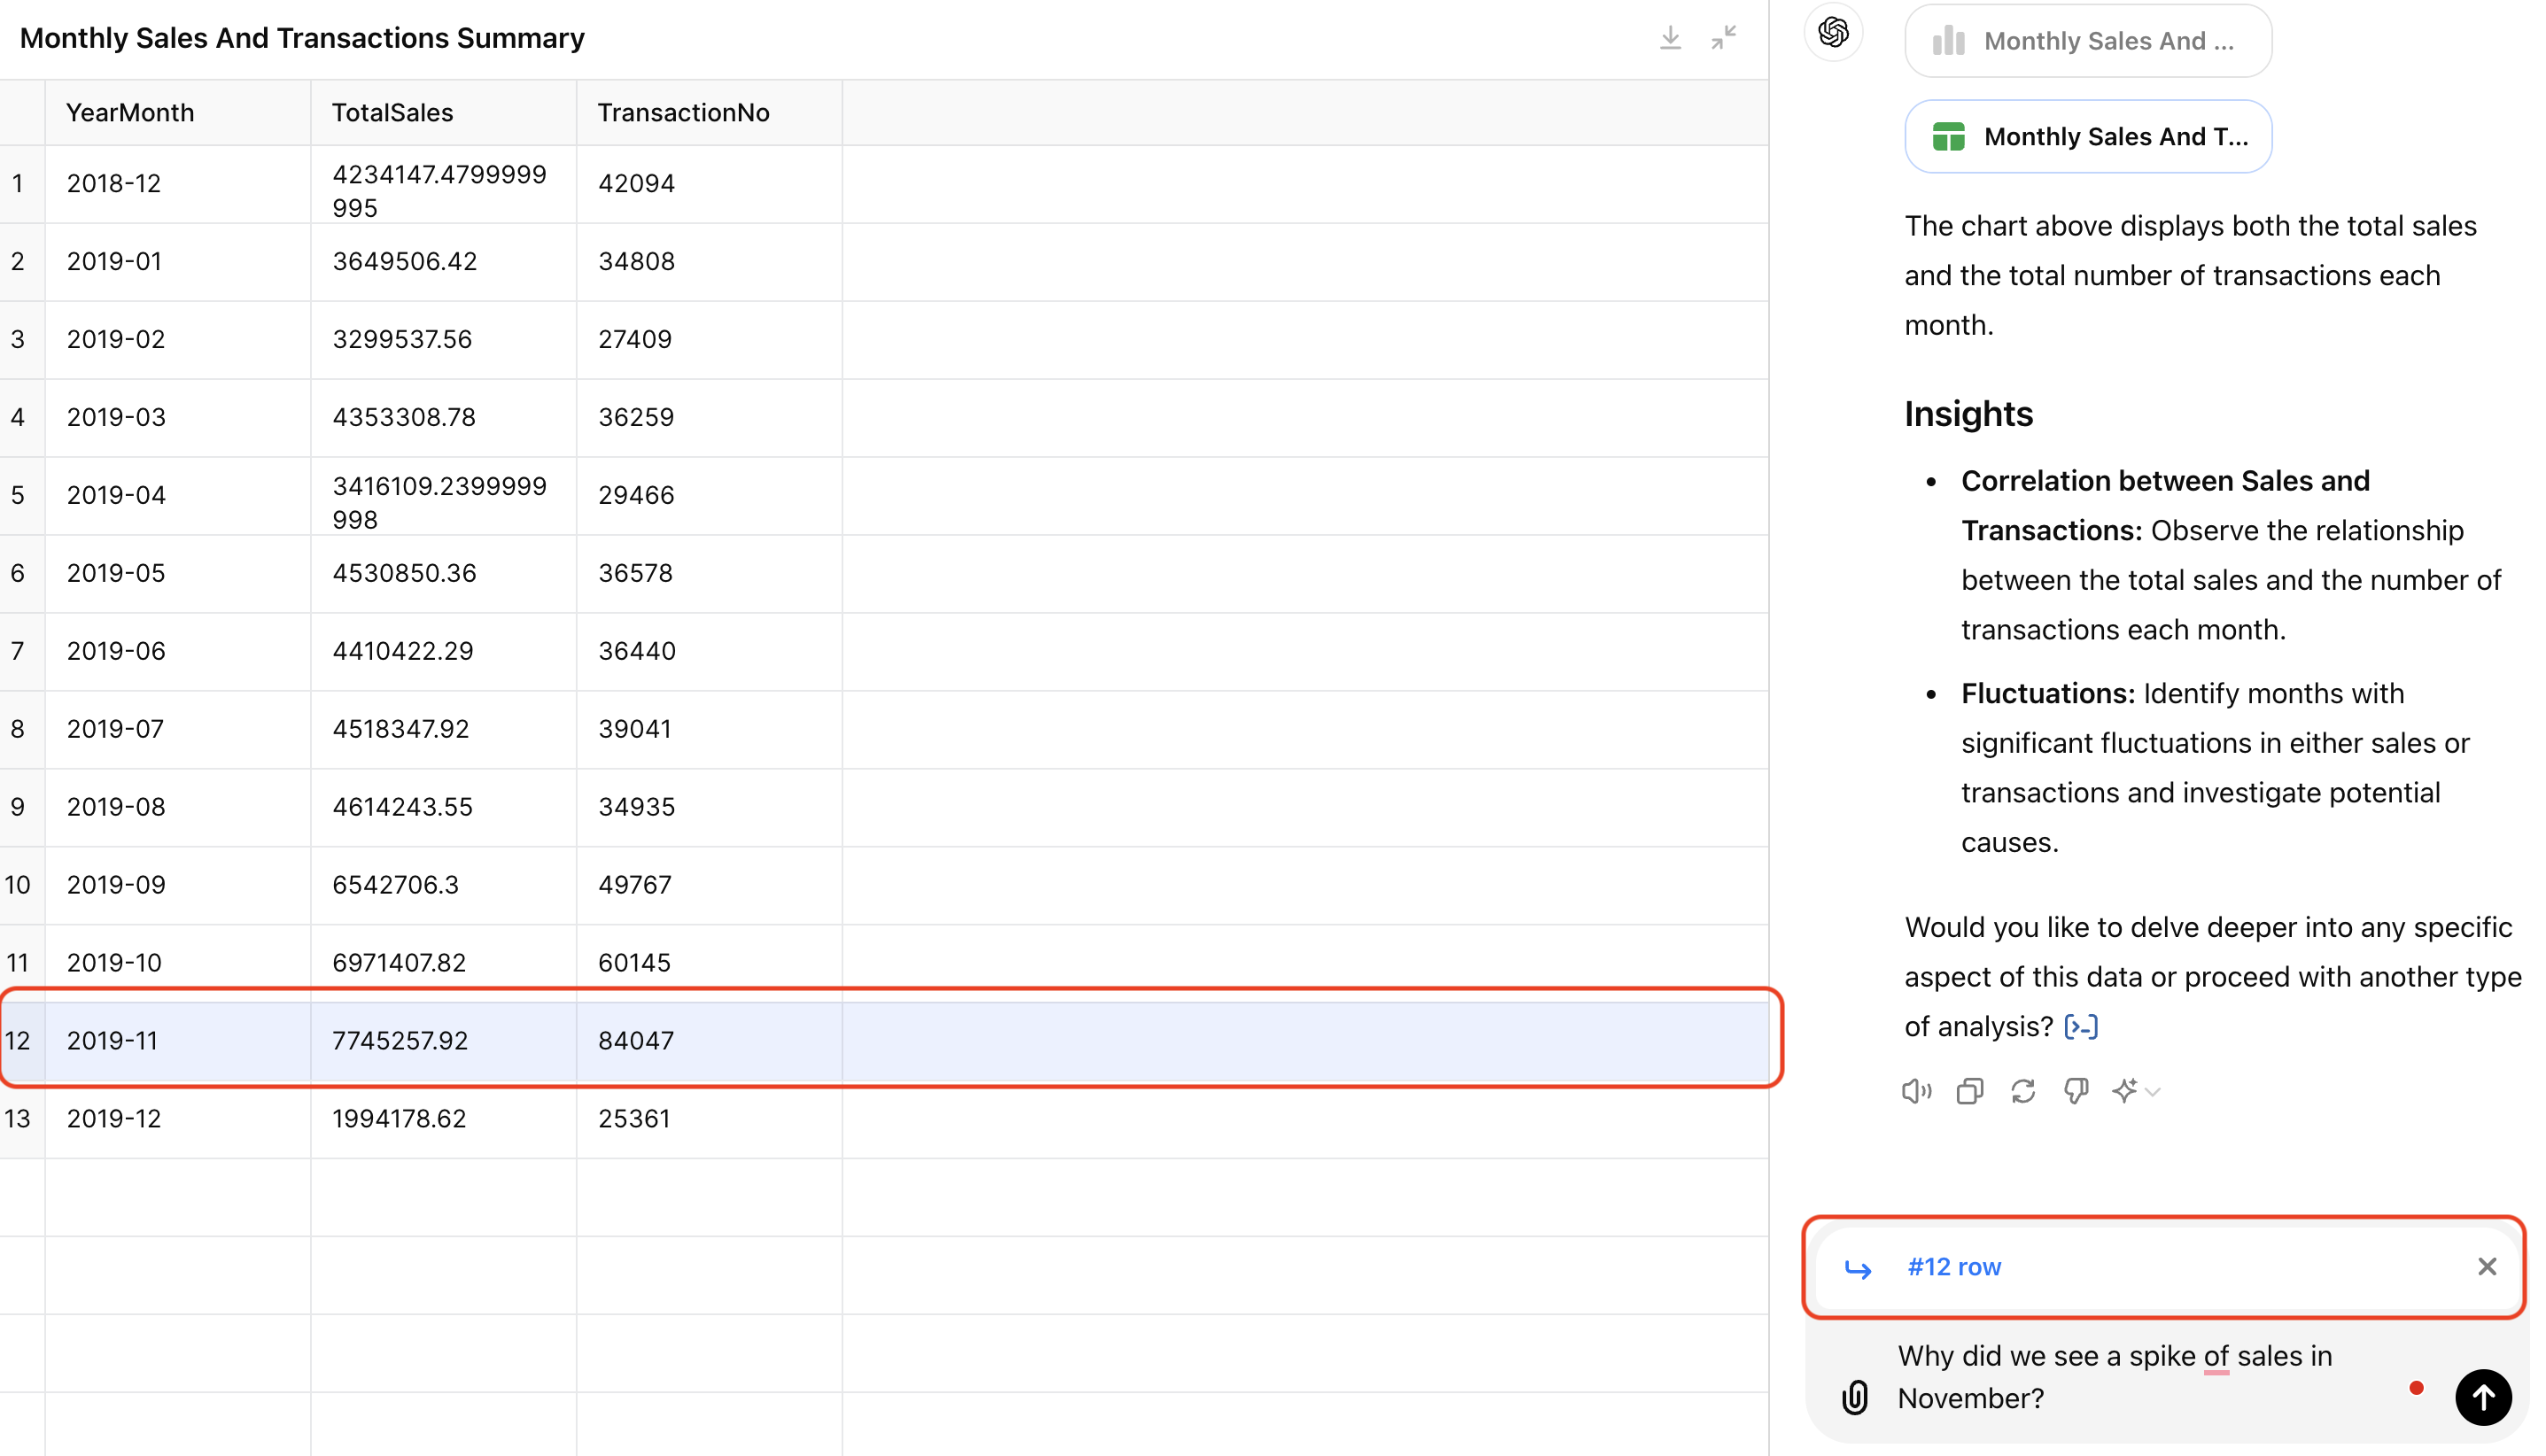 Monthly Sales And Transactions Summary
YearMonth TotalSales TransactionNo
1 2018-12 4234147.4799999
995 42094
2 2019-01 3649506.42 34808
3 2019-02 3299537.56 27409
4 2019-03 4353308.78 36259
5 2019-04 3416109.2399999
998 29466
6 2019-05 4530850.36 36578
7 2019-06 4410422.29 36440
8 2019-07 4518347.92 39041
9 2019-08 4614243.55 34935
10 2019-09 6542706.3 49767
11 2019-10 6971407.82 60145
12 2019-11 7745257.92 84047
13 2019-12 1994178.62 25361
Monthly Sales And ...
Monthly Sales And T...
The chart above displays both the total sales
and the total number of transactions each
month.
Insights
• Correlation between Sales and
Transactions: Observe the relationship
between the total sales and the number of
transactions each month.
• Fluctuations: Identify months with
significant fluctuations in either sales or
transactions and investigate potential
causes.
Would you like to delve deeper into any specific
aspect of this data or proceed with another type
of analysis? [>-]
#12 row
Why did we see a spike of sales in
November?